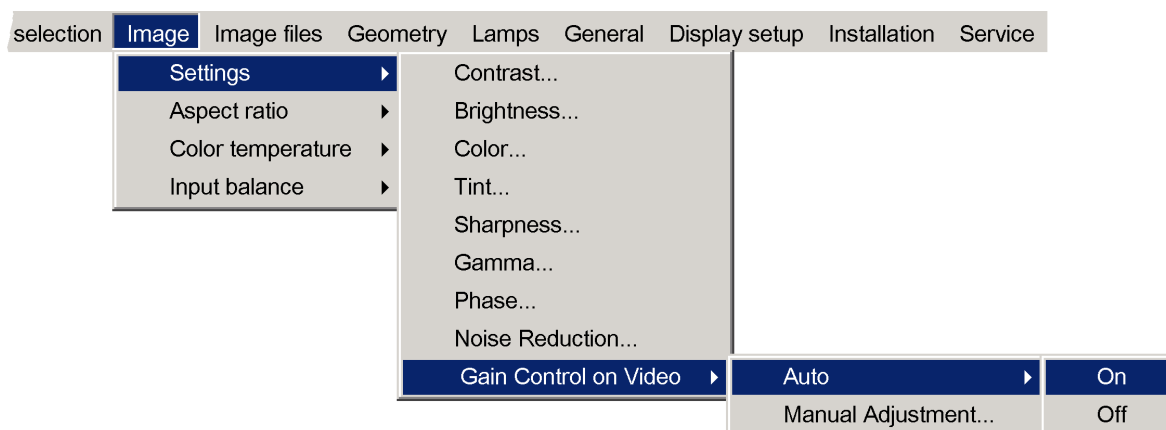 selection Image Image files Geometry Lamps General Display setup Installation Service
Settings
Aspect ratio
Color temperature
Input balance
Contrast...
Brightness...
Color...
Tint...
Sharpness...
Gamma...
Phase...
Noise Reduction...
Gain Control on Video
Auto
Manual Adjustment...
On
Off